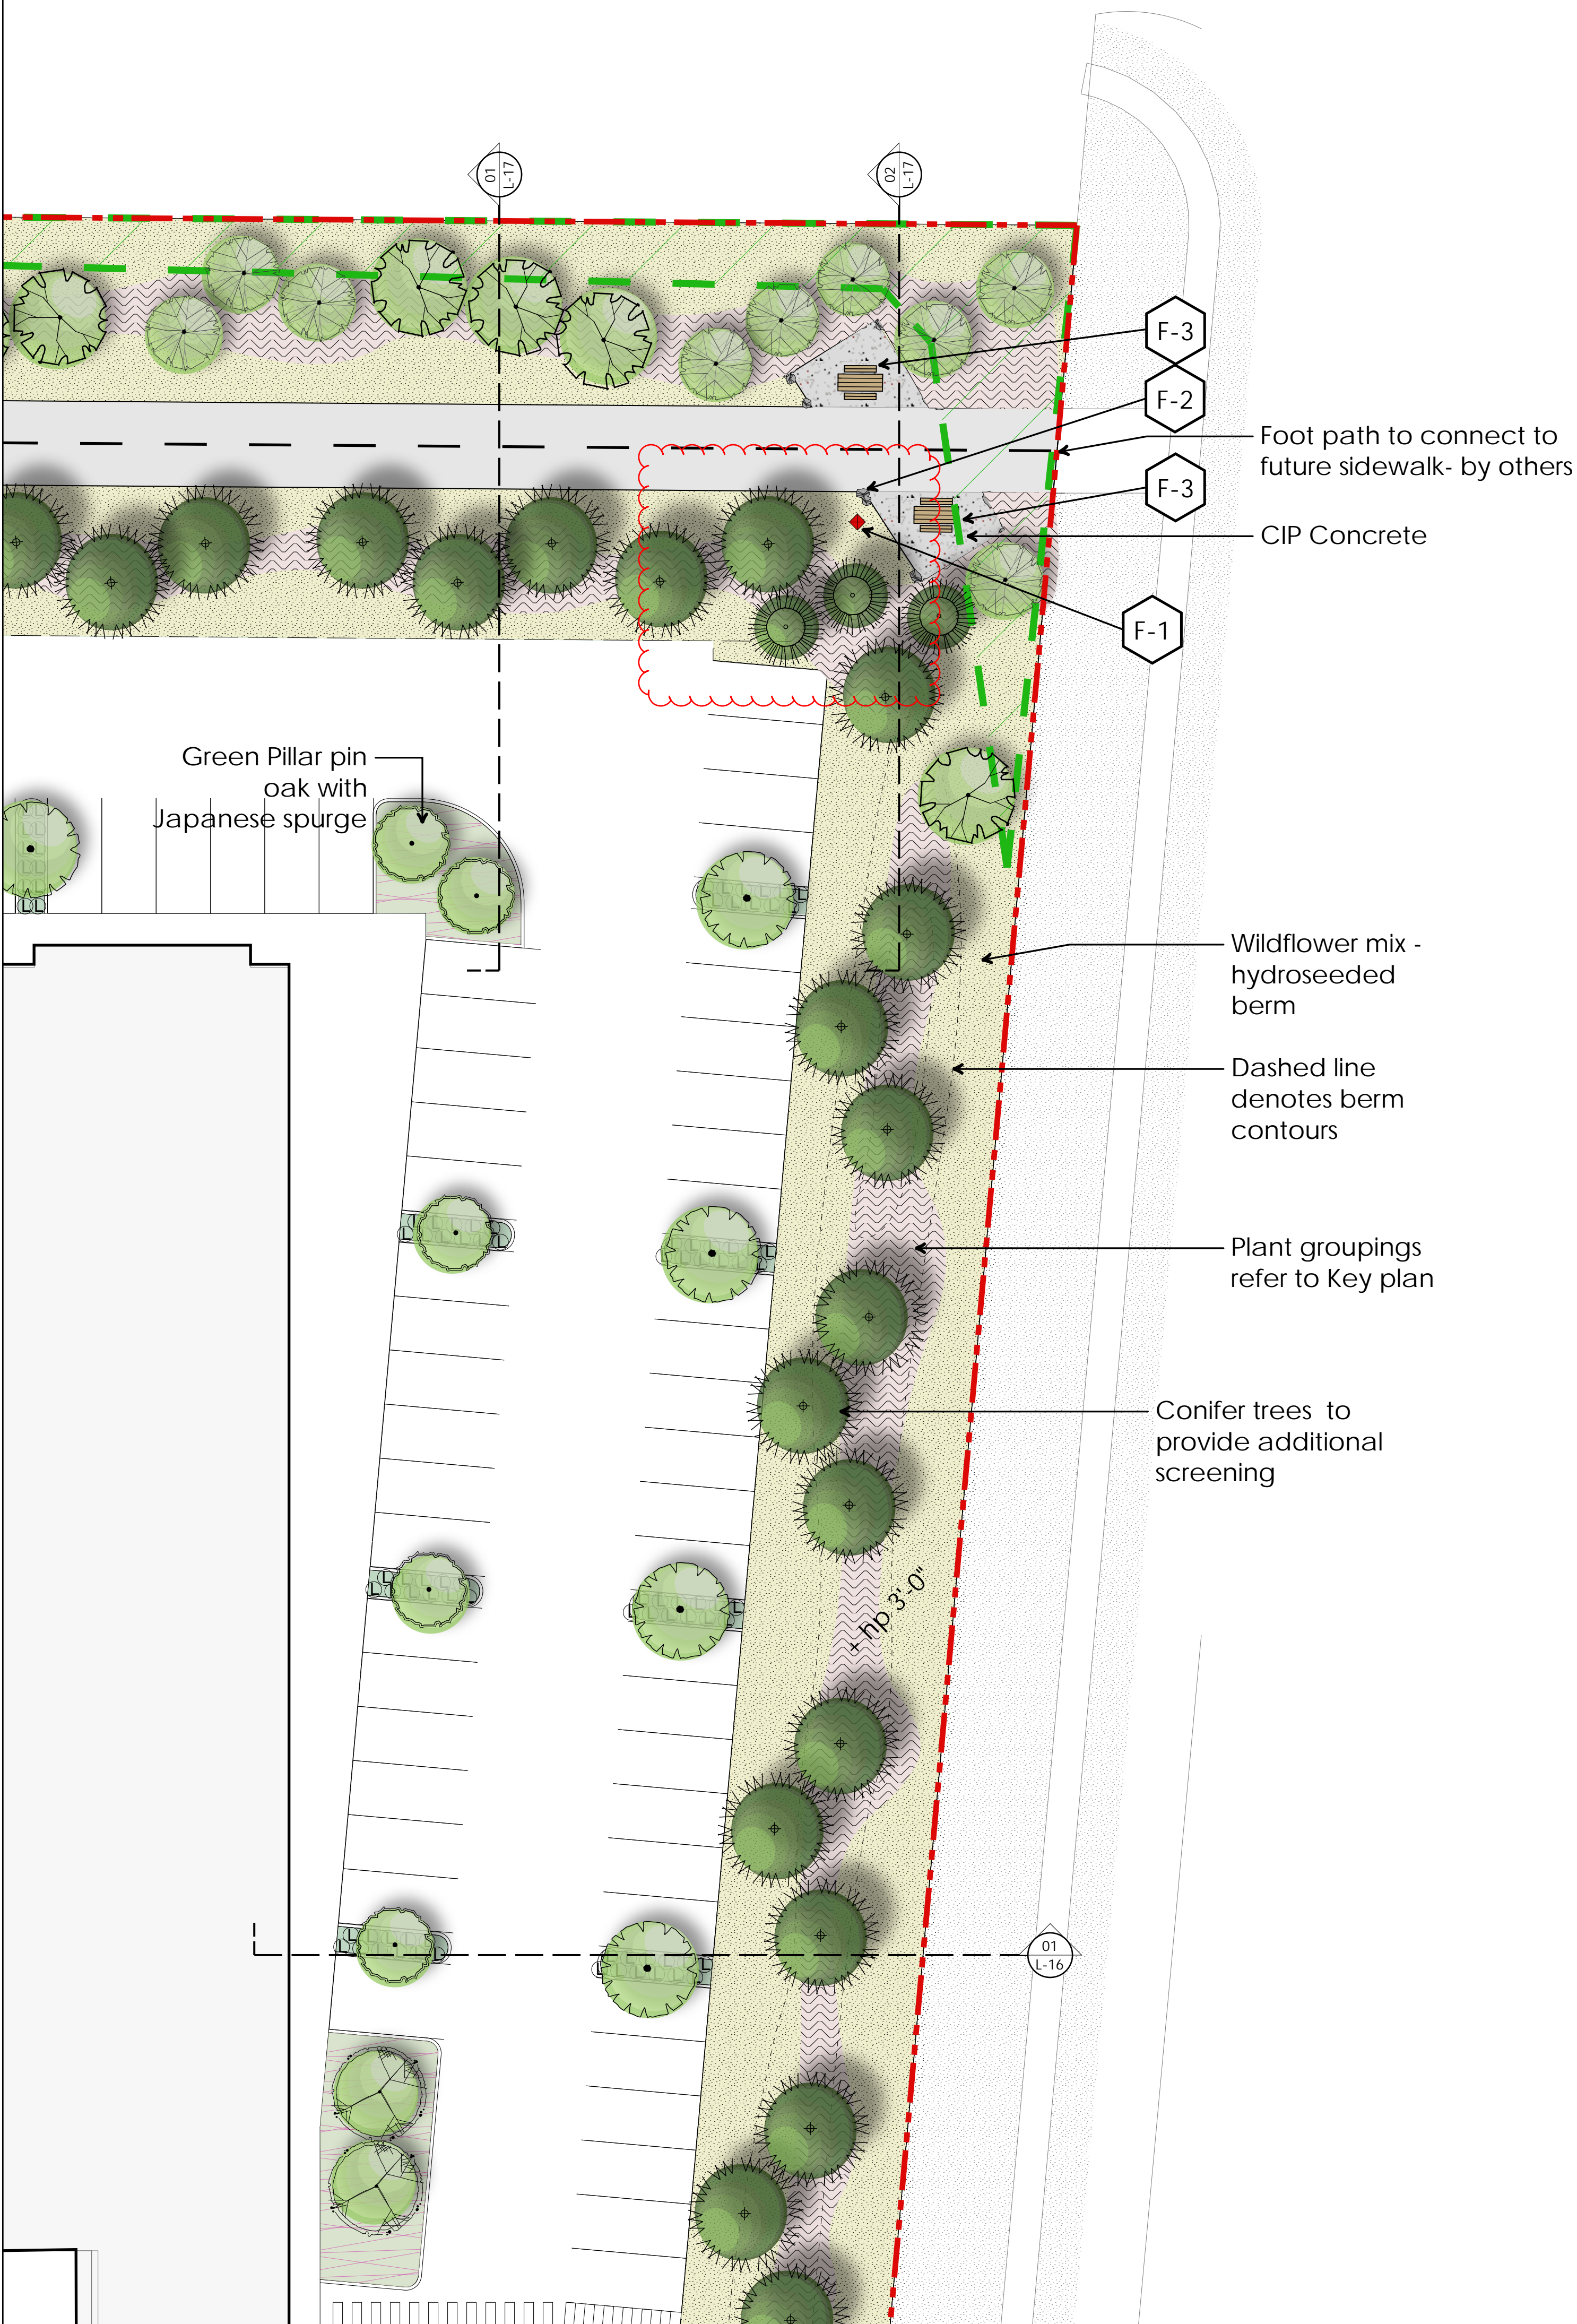 01
L-17
02
L-17
F-3
F-2
Foot path to connect to
future sidewalk- by others
F-3
CIP Concrete
F-1
Green Pillar pin
oak with
Japanese spurge
Wildflower mix -
hydroseeded
berm
Dashed line
denotes berm
contours
Plant groupings
refer to Key plan
Conifer trees to
provide additional
screening
hp 3'-0"
01
L-16